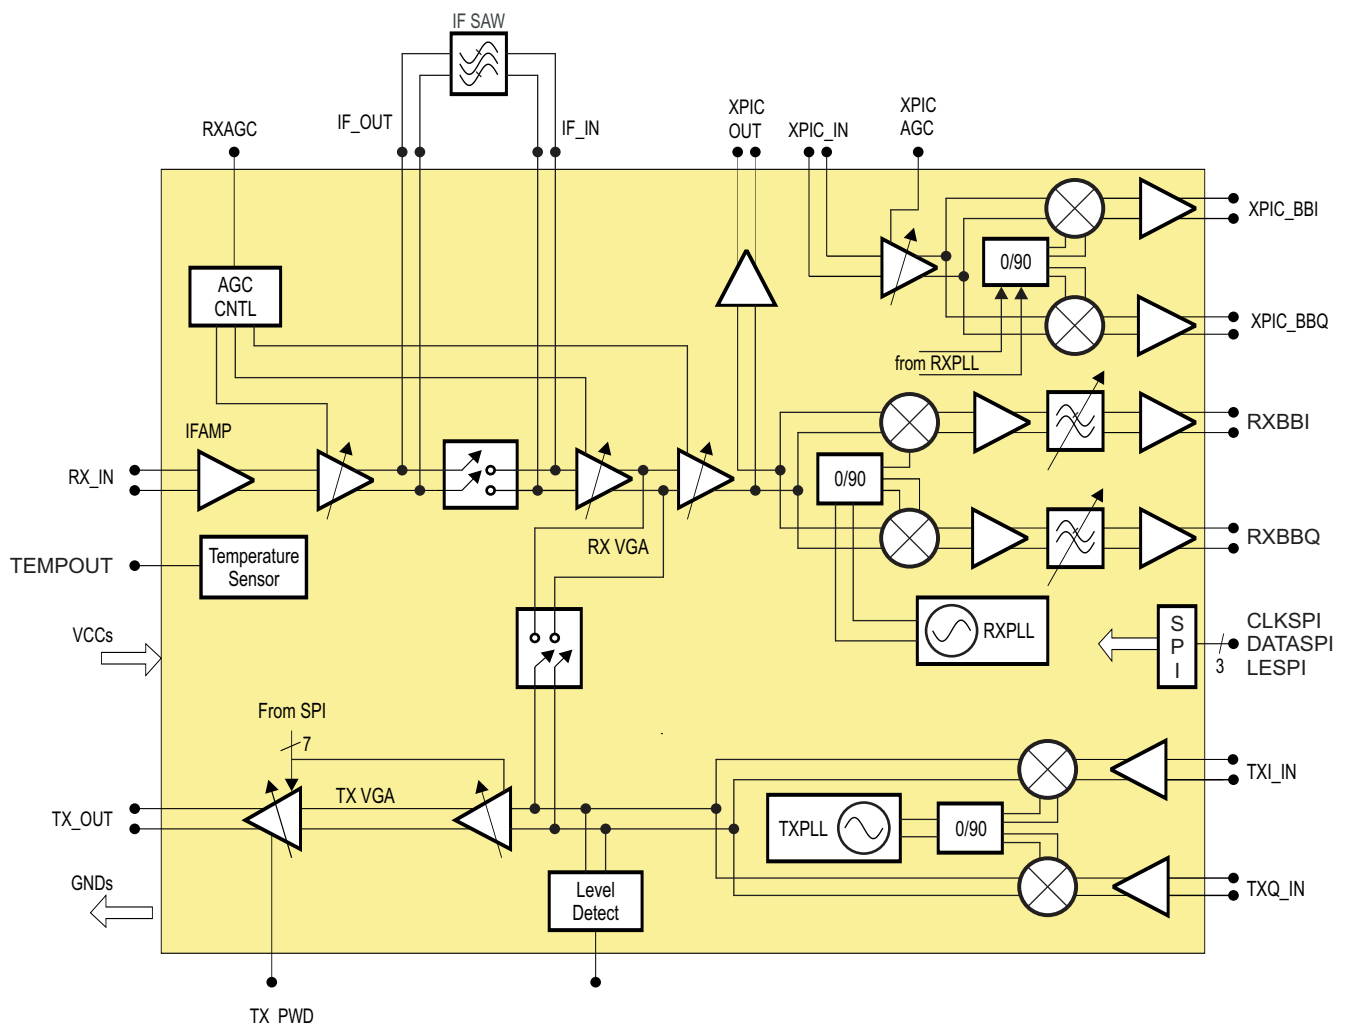 IF SAW
RXAGC
IF_OUT
IF_IN
XPIC
OUT
XPIC_IN
XPIC
AGC
XPIC_BBI
0/90
AGC
CNTL
XPIC_BBQ
from RXPLL
IFAMP
RXBBI
RX_IN
0/90
RX VGA
RXBBQ
TEMPOUT
Temperature
Sensor
VCCs
RXPLL
S
P
I
3
CLKSPI
DATASPI
LESPI
From SPI
7
TX VGA
TXI_IN
TX_OUT
TXPLL
0/90
GNDs
Level
Detect
TXQ_IN
TX_PWD